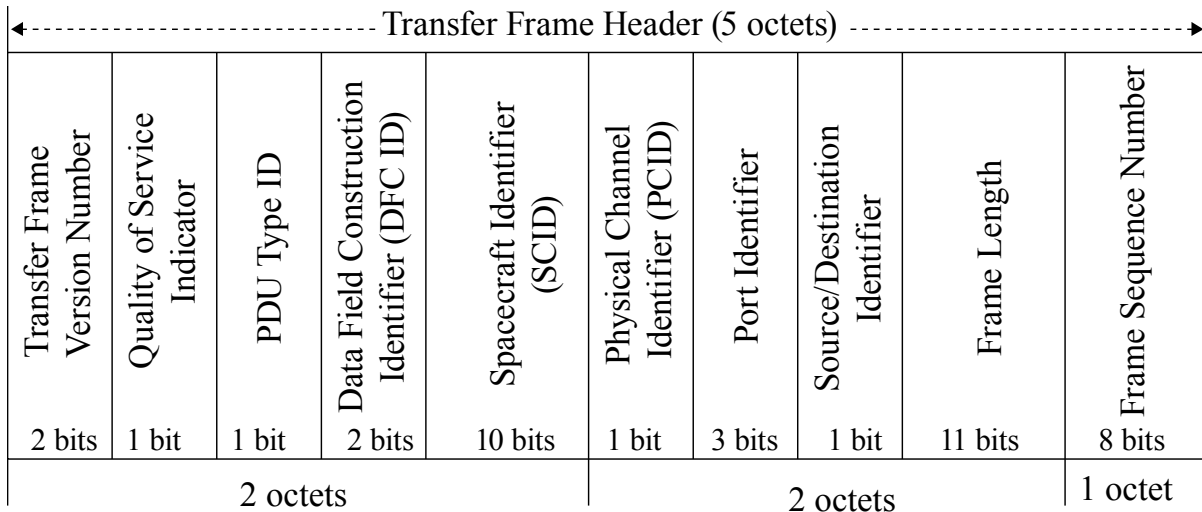 Transfer Frame Header (5 octets)
Transfer Frame
Version Number
Quality of Service
Indicator
PDU Type ID
Data Field Construction
Identifier (DFC ID)
Spacecraft Identifier
(SCID)
Physical Channel
Identifier (PCID)
Port Identifier
Source/Destination
Identifier
Frame Length
Frame Sequence Number
2 bits
1 bit
1 bit
2 bits
10 bits
1 bit
3 bits
1 bit
11 bits
8 bits
2 octets
2 octets
1 octet